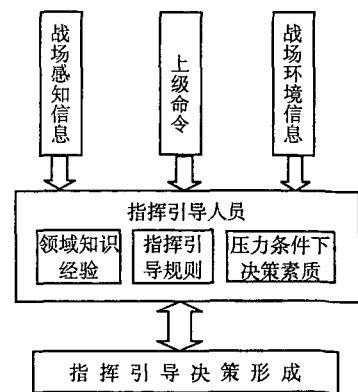 战场感知信息
上级命令
战场环境信息
指挥引导人员
领域知识
经验
指挥引
导规则
压力条件下
决策素质
指挥引导决策形成